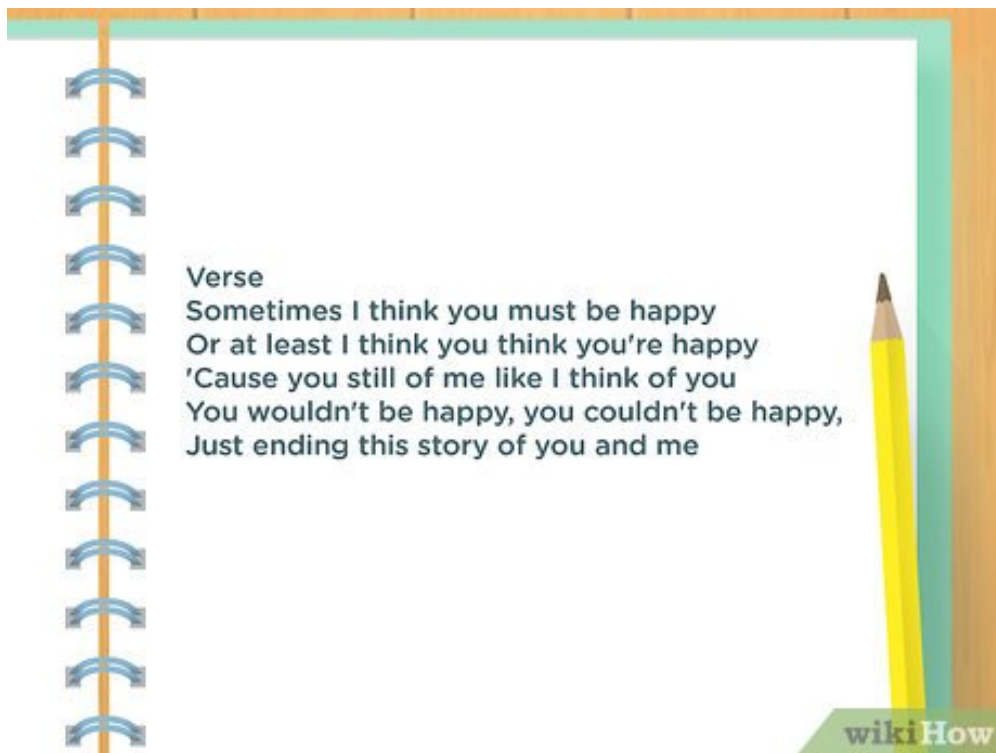 Verse
Sometimes I think you must be happy
Or at least I think you think you're happy
'Cause you still of me like I think of you
You wouldn't be happy, you couldn't be happy,
Just ending this story of you and me
wikiHow